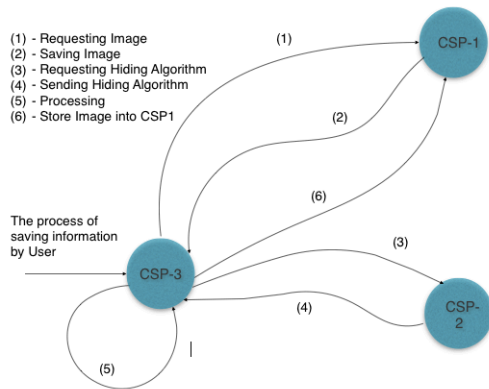 (1) - Requesting Image
(2) - Saving Image
(3) - Requesting Hiding Algorithm
(4) - Sending Hiding Algorithm
(5) - Processing
(6) - Store Image into CSP1
(1)
CSP-1
(2)
(6)
The process of
saving information
by User
CSP-3
(3)
(4)
CSP-
2
(5)